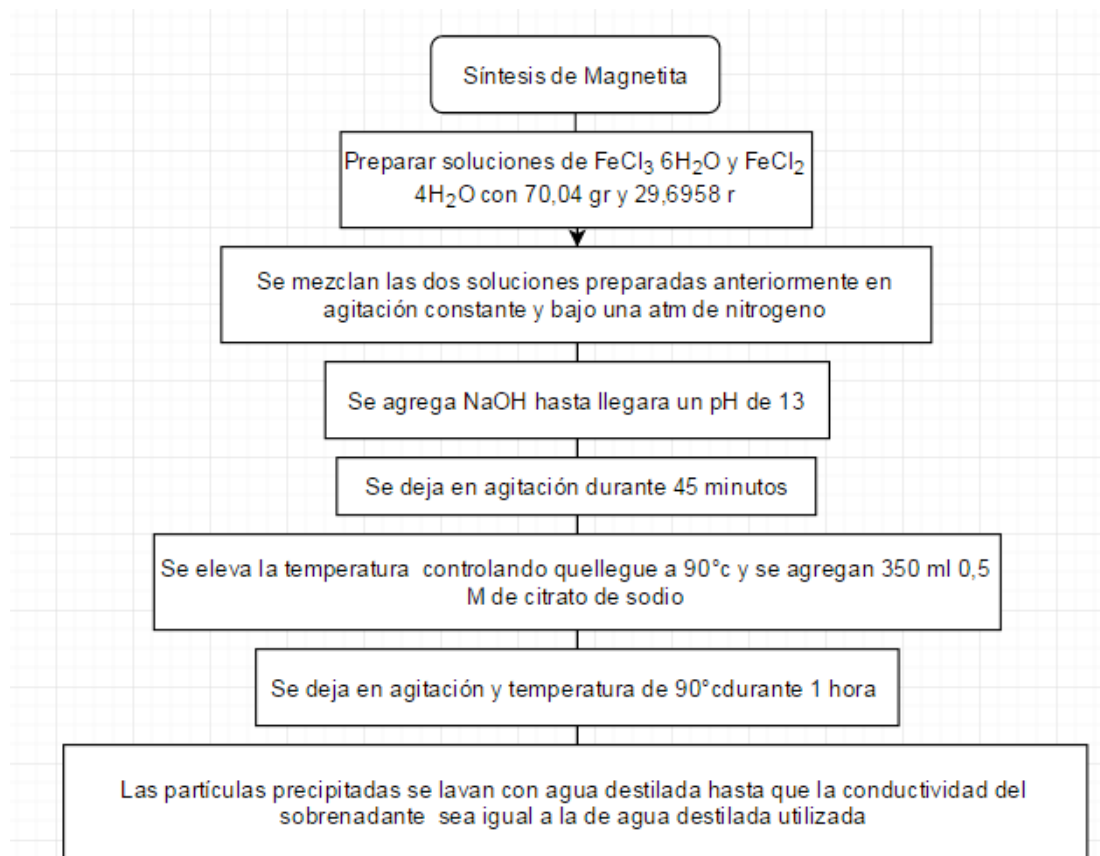 Síntesis de Magnetita
Preparar soluciones de FeCl₃ 6H₂O y FeCl₂
4H₂O con 70,04 gr y 29,6958 r
Se mezclan las dos soluciones preparadas anteriormente en
agitación constante y bajo una atm de nitrogeno
Se agrega NaOH hasta llegara un pH de 13
Se deja en agitación durante 45 minutos
Se eleva la temperatura controlando quellegue a 90°c y se agregan 350 ml 0,5
M de citrato de sodio
Se deja en agitación y temperatura de 90°cdurante 1 hora
Las partículas precipitadas se lavan con agua destilada hasta que la conductividad del
sobrenadante sea igual a la de agua destilada utilizada